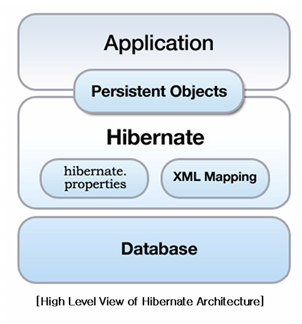 Application
Persistent Objects
Hibernate
hibernate.
properties
XML Mapping
Database
[High Level View of Hibernate Architecture]